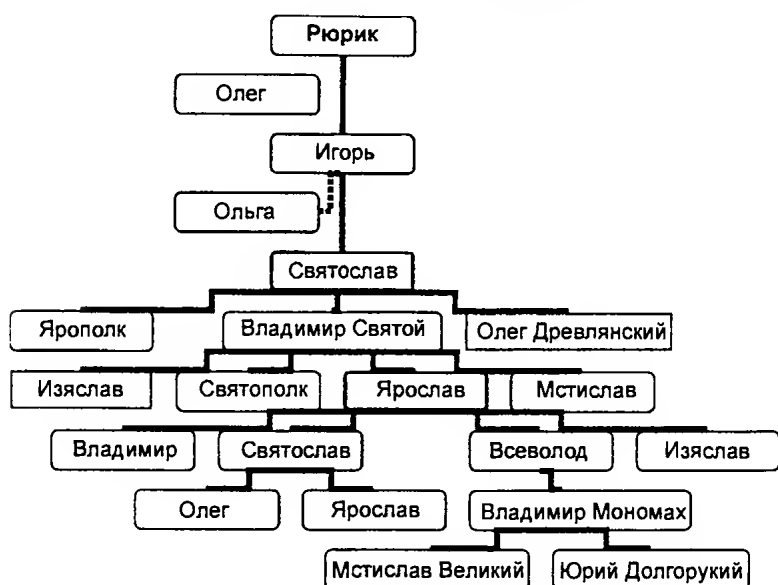 Рюрик
Олег
Игорь
Ольга
Святослав
Ярополк
Владимир Святой
Олег Древлянский
Изяслав
Святополк
Ярослав
Мстислав
Владимир
Святослав
Всеволод
Изяслав
Олег
Ярослав
Владимир Мономах
Мстислав Великий
Юрий Долгорукий